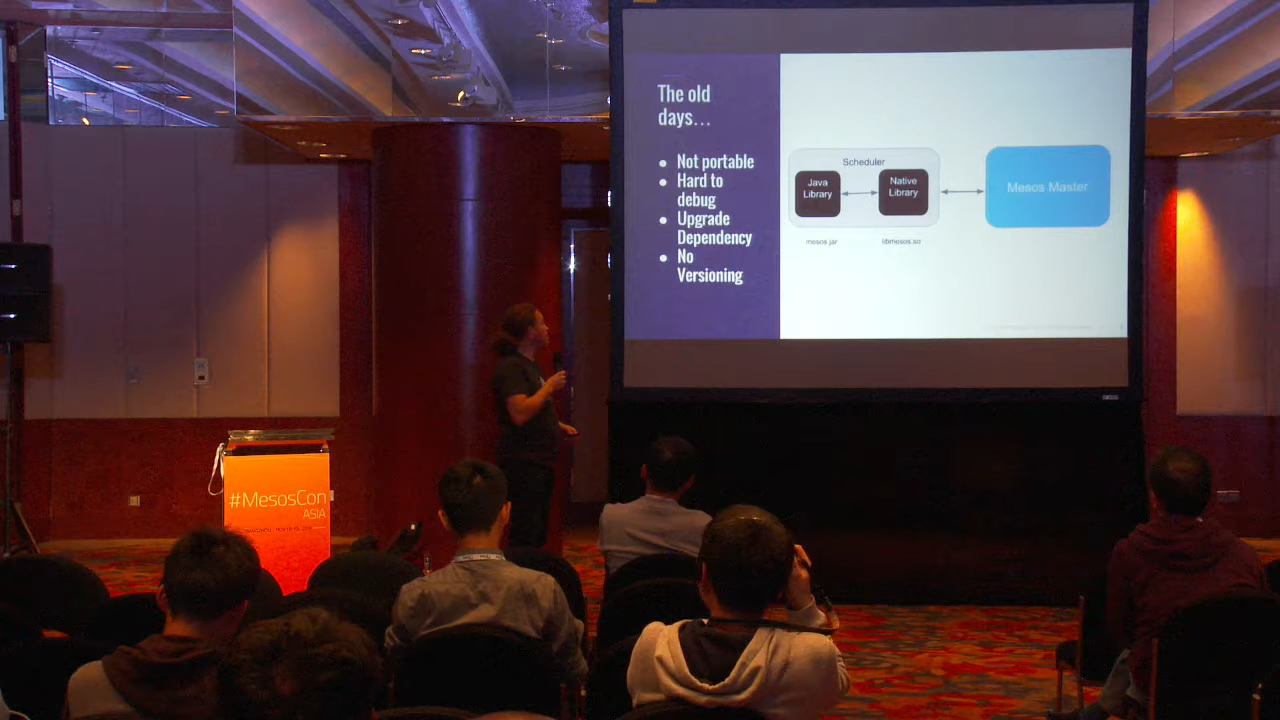 The old
days...
Not portable
Hard to
debug
Upgrade
Dependency
No
Versioning
Scheduler
Java
Library
Native
Library
Mesos Master
mesos.jar
libmesos.so
#MesosCon
ASIA